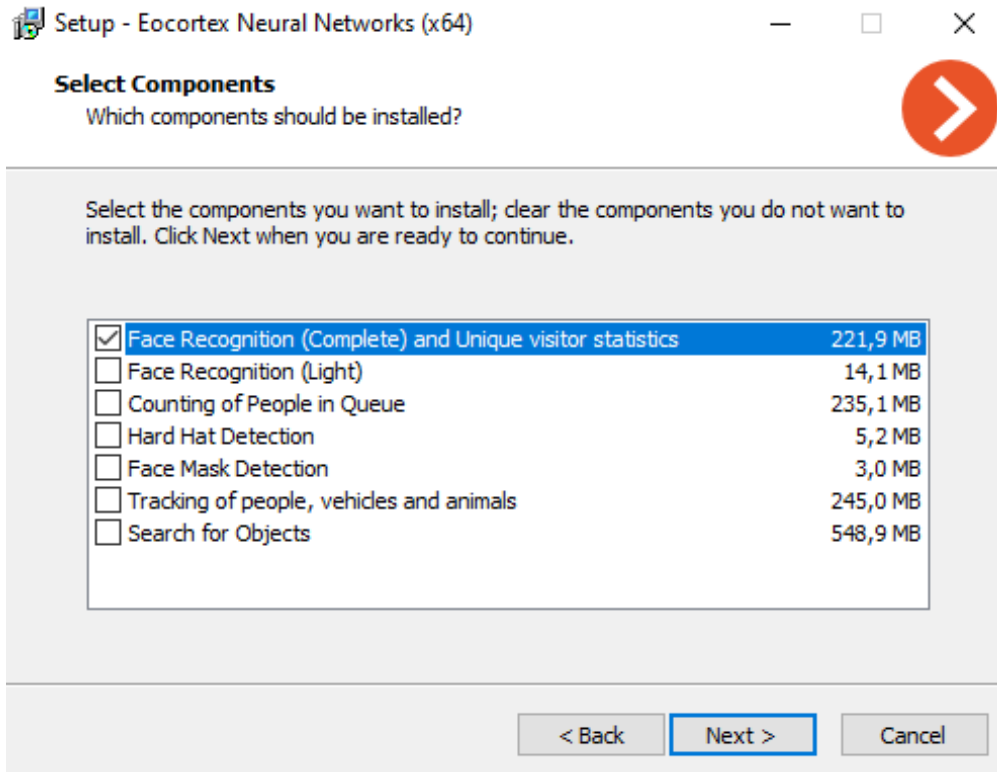 Setup - Eocortex Neural Networks (x64)
Select Components
Which components should be installed?
Select the components you want to install; clear the components you do not want to
install. Click Next when you are ready to continue.
Face Recognition (Complete) and Unique visitor statistics 221,9 MB
Face Recognition (Light) 14,1 MB
Counting of People in Queue 235,1 MB
Hard Hat Detection 5,2 MB
Face Mask Detection 3,0 MB
Tracking of people, vehicles and animals 245,0 MB
Search for Objects 548,9 MB
< Back Next > Cancel